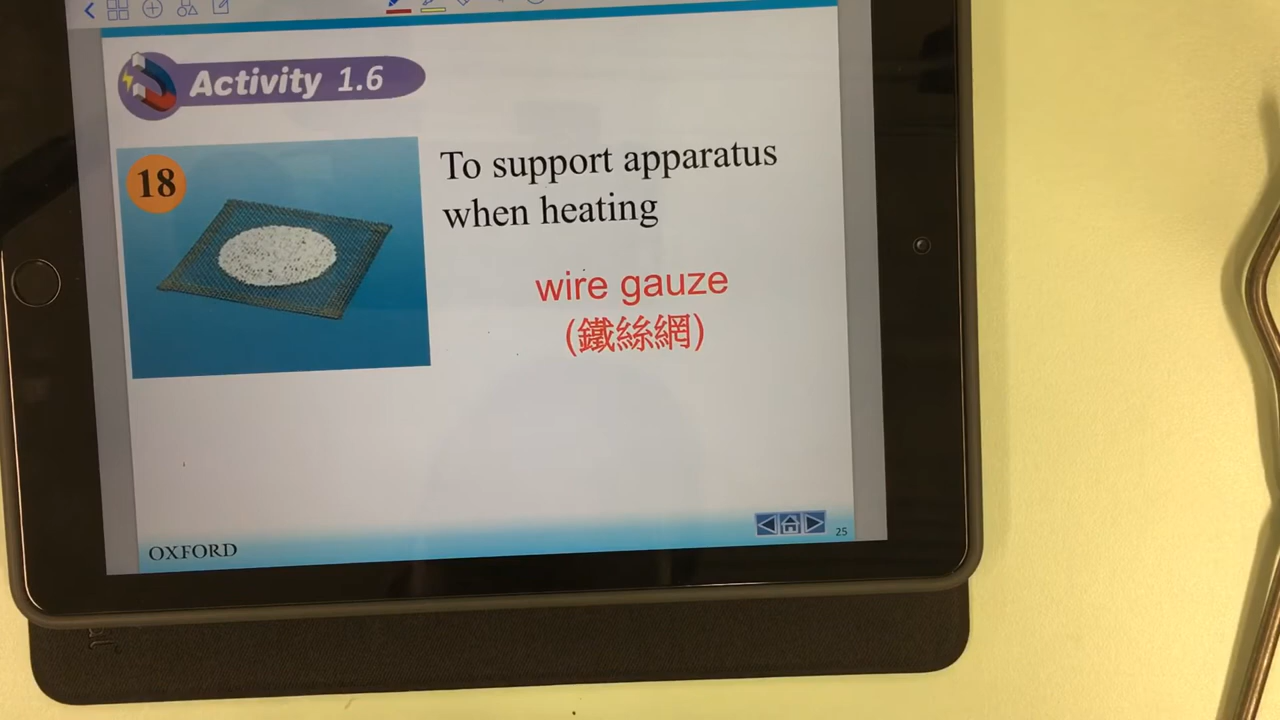 Activity 1.6
18
To support apparatus
when heating
wire gauze
(鐵絲網)
OXFORD
25